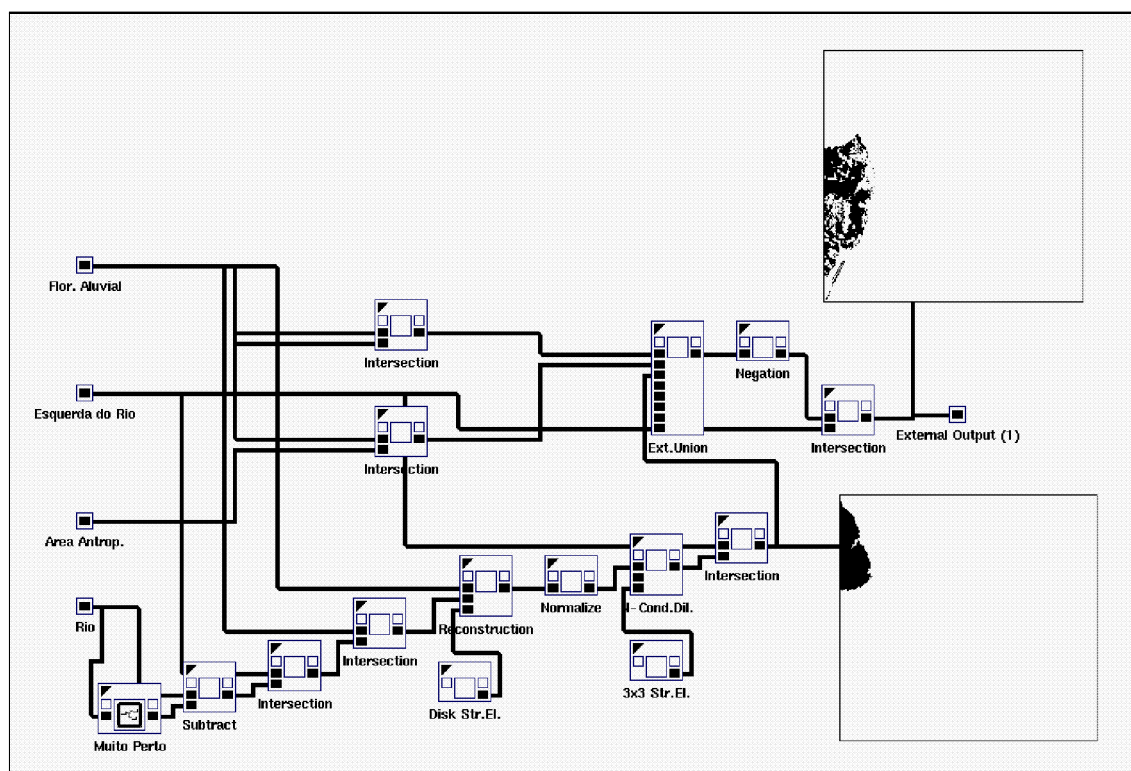 Flor. Aluvial
Intersection
Negation
Esquerda do Rio
Ext.Union
Intersection
External Output (1)
Intersection
Area Antrop.
Intersection
Normalize
N-Cond.Dil.
Rio
Reconstruction
Intersection
3x3 Str.El.
Intersection
Disk Str.El.
Subtract
Muito Perto